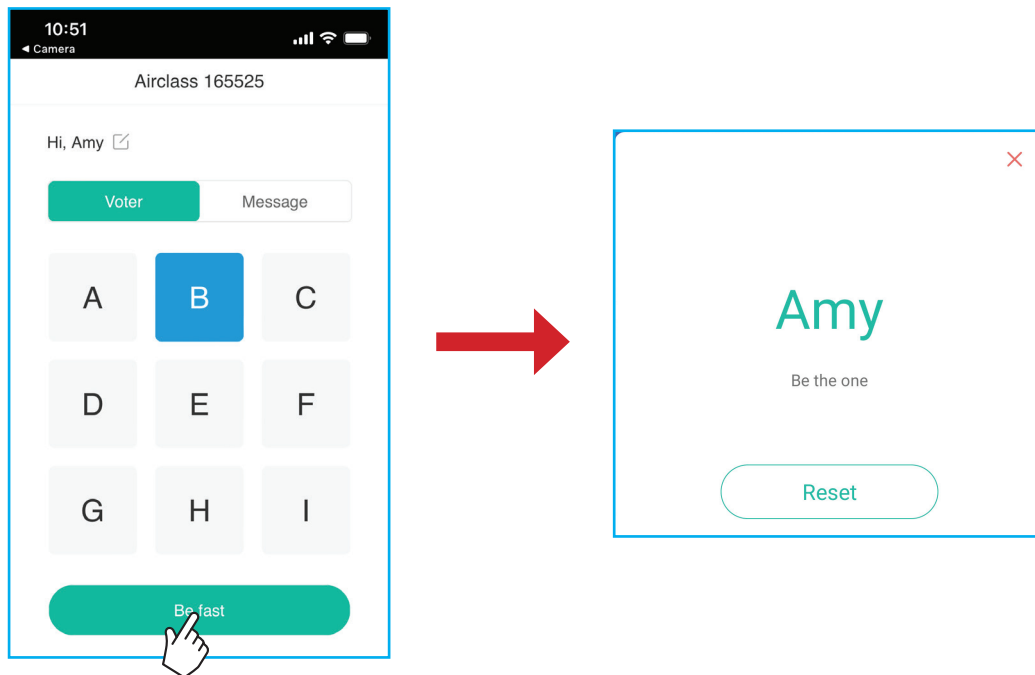 10:51
◀ Camera
Airclass 165525
Hi, Amy
Voter
Message
A B C
D E F
G H I
Be fast
Amy
Be the one
Reset